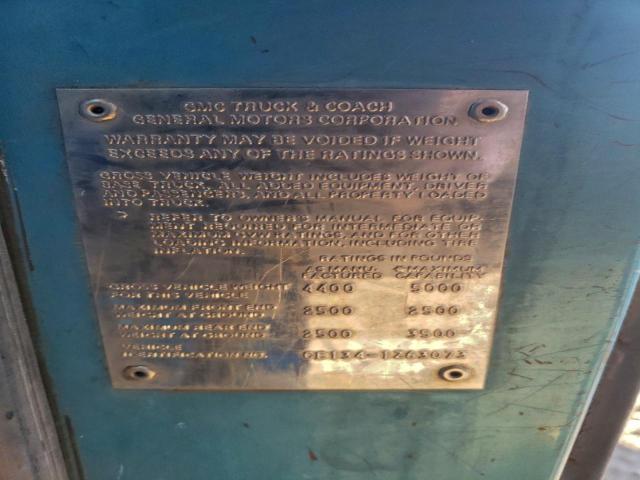 GMC TRUCK & COACH
GENERAL MOTORS CORPORATION
WARRANTY MAY BE VOIDED IF WEIGHT
EXCEEDS ANY OF THE RATINGS SHOWN.
GROSS VEHICLE WEIGHT INCLUDES WEIGHT OF
BASE TRUCK, ALL ADDED EQUIPMENT, DRIVER
AND PASSENGERS, AND ALL PROPERTY LOADED
INTO TRUCK
REFER TO OWNER'S MANUAL FOR EQUIP-
MENT REQUIRED FOR INTERMEDIATE OR
MAXIMUM GVW RATINGS, AND FOR OTHER
LOADING INFORMATION, INCLUDING TIRE
INFLATION.
RATINGS IN POUNDS
AS MANU- MAXIMUM
FACTURED CAPABILITY
GROSS VEHICLE WEIGHT 4400 5000
FOR THIS VEHICLE
MAXIMUM FRONT END 2500 2500
WEIGHT AT GROUND
MAXIMUM REAR END 2500 3500
WEIGHT AT GROUND
VEHICLE
IDENTIFICATION NO.